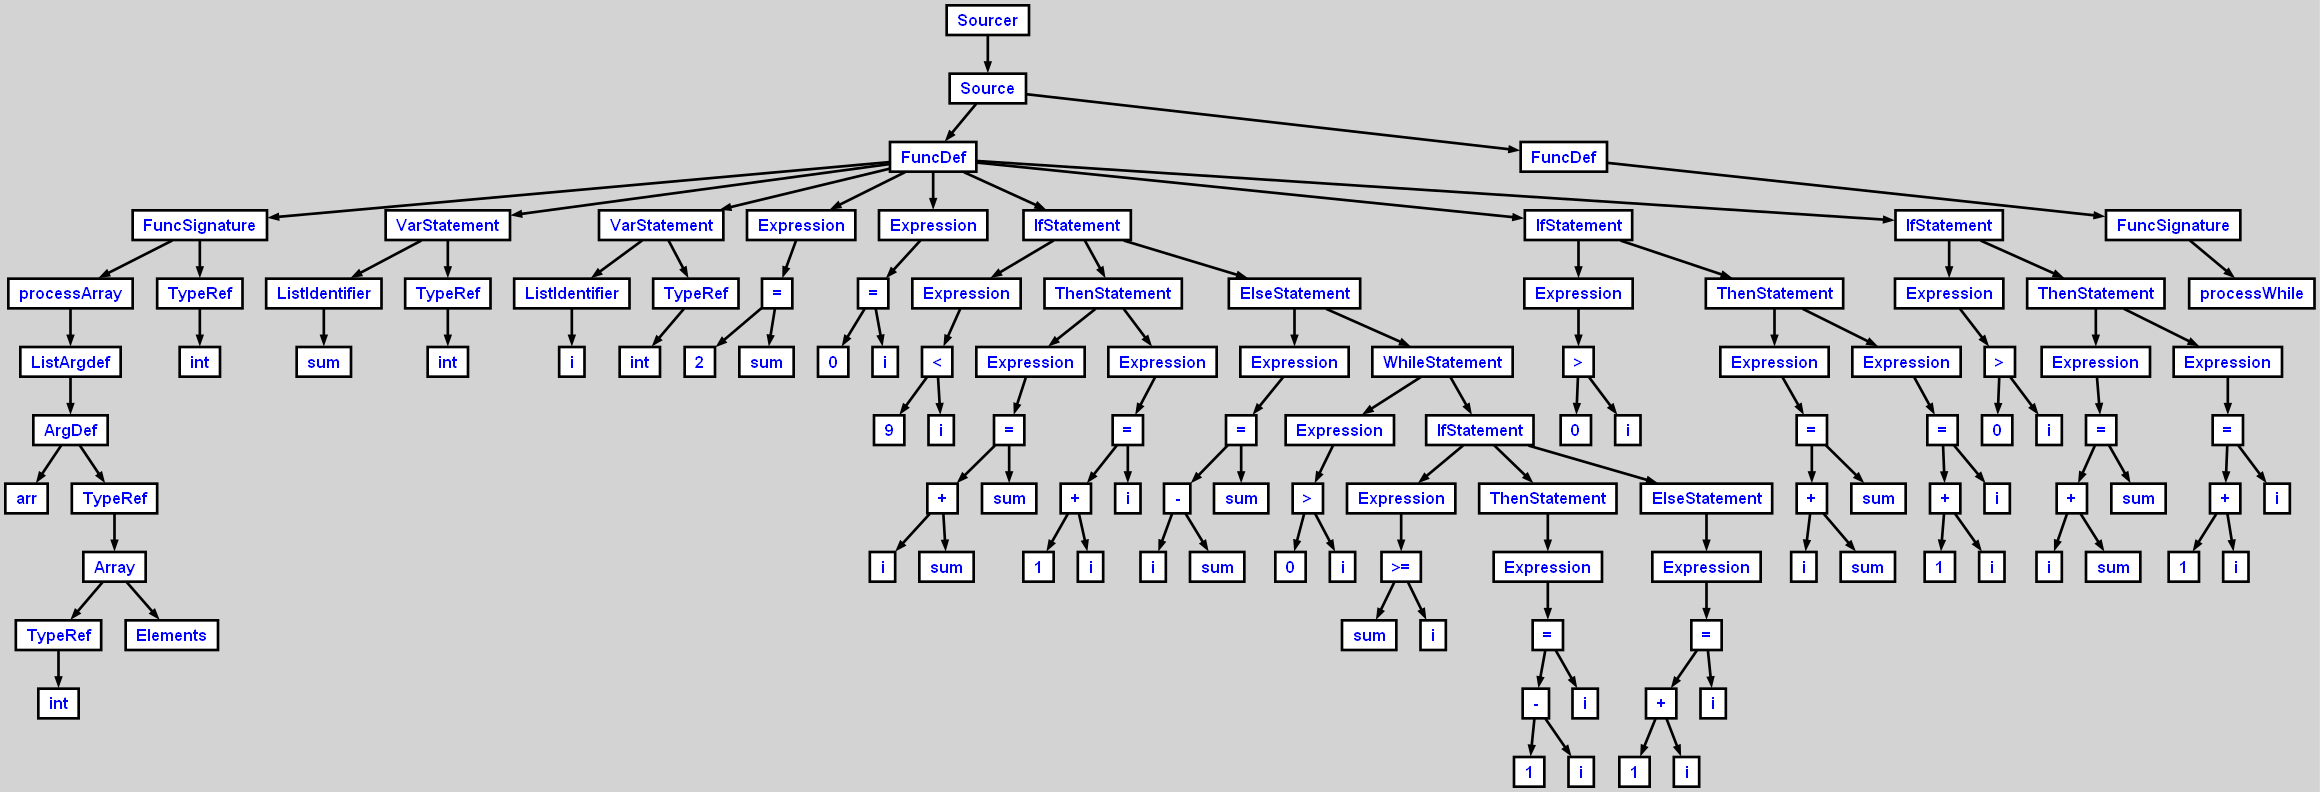 Sourcer
Source
FuncDef FuncDef
FuncSignature VarStatement VarStatement Expression Expression IfStatement IfStatement IfStatement FuncSignature
processArray TypeRef ListIdentifier TypeRef ListIdentifier TypeRef = = Expression ThenStatement ElseStatement Expression ThenStatement Expression ThenStatement processWhile
ListArgdef int sum int i int 2 sum 0 i < Expression Expression Expression WhileStatement > Expression Expression > Expression Expression
ArgDef 9 i = = = Expression IfStatement 0 i = = 0 i = =
arr TypeRef + sum + i - sum > Expression ThenStatement ElseStatement + sum + i + sum + i
Array i sum 1 i i sum 0 i >= Expression Expression i sum 1 i i sum 1 i
TypeRef Elements sum i = =
int - i + i
1 i 1 i